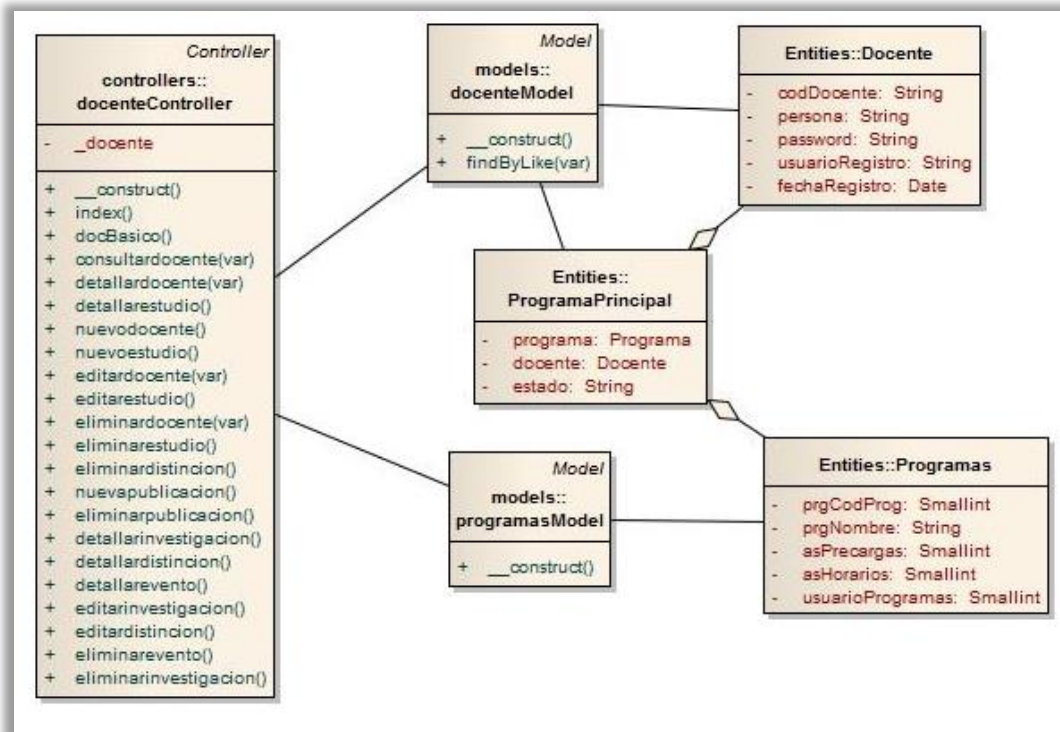 Controller
controllers::
docenteController
- _docente
+ __construct()
+ index()
+ docBasico()
+ consultardocente(var)
+ detallardocente(var)
+ detallarestudio()
+ nuevodocente()
+ nuevoestudio()
+ editardocente(var)
+ editarestudio()
+ eliminardocente(var)
+ eliminarestudio()
+ eliminardistincion()
+ nuevapublicacion()
+ eliminarpublicacion()
+ detallarinvestigacion()
+ detallardistincion()
+ detallarevento()
+ editarinvestigacion()
+ editardistincion()
+ eliminarevento()
+ eliminarinvestigacion()
Model
models::
docenteModel
+ __construct()
+ findByLike(var)
Entities::Docente
- codDocente: String
- persona: String
- password: String
- usuarioRegistro: String
- fechaRegistro: Date
Entities::
ProgramaPrincipal
- programa: Programa
- docente: Docente
- estado: String
Model
models::
programasModel
+ __construct()
Entities::Programas
- prgCodProg: Smallint
- prgNombre: String
- asPrecargas: Smallint
- asHorarios: Smallint
- usuarioProgramas: Smallint